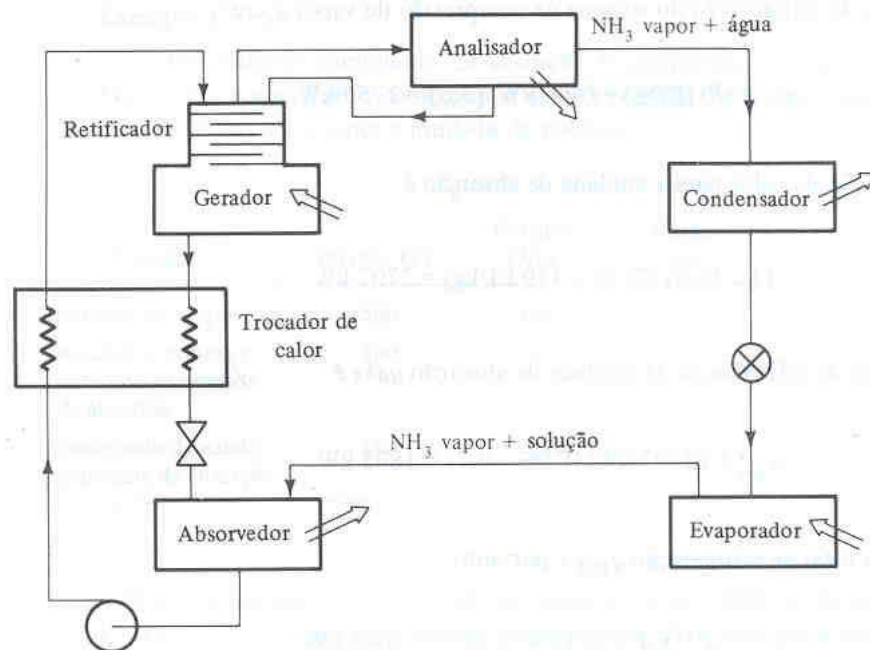 Analisador
NH₃ vapor + água
Retificador
Gerador
Condensador
Trocador de
calor
NH₃ vapor + solução
Absorvedor
Evaporador